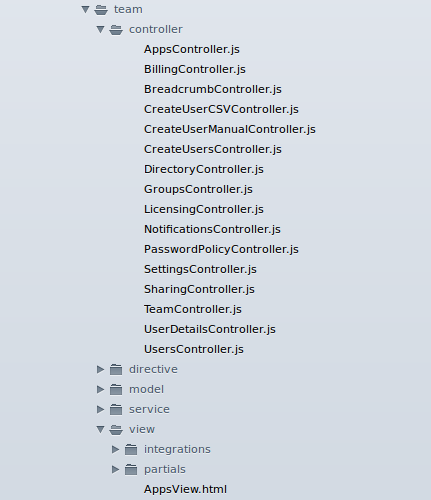 team
controller
AppsController.js
BillingController.js
BreadcrumbController.js
CreateUserCSVController.js
CreateUserManualController.js
CreateUsersController.js
DirectoryController.js
GroupsController.js
LicensingController.js
NotificationsController.js
PasswordPolicyController.js
SettingsController.js
SharingController.js
TeamController.js
UserDetailsController.js
UsersController.js
directive
model
service
view
integrations
partials
AppsView.html